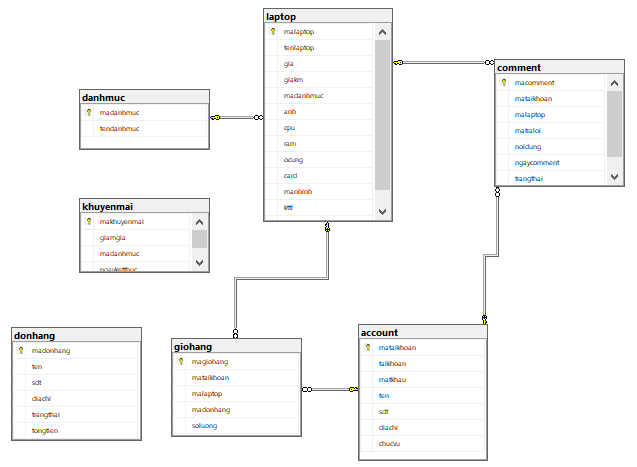 laptop
malaptop
tenlaptop
gia
giakm
madanhmuc
anh
cpu
ram
ocung
card
manhinh
kttl
comment
macomment
mataikhoan
malaptop
matraloi
noidung
ngaycomment
trangthai
danhmuc
madanhmuc
tendanhmuc
khuyenmai
makhuyenmai
giamgia
madanhmuc
ngayketthuc
donhang
madonhang
ten
sdt
diachi
trangthai
tongtien
giohang
magiohang
mataikhoan
malaptop
madonhang
soluong
account
mataikhoan
taikhoan
matkhau
ten
sdt
diachi
chucvu